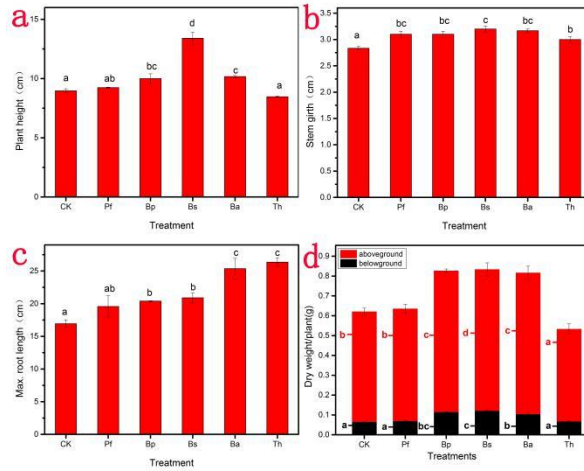 a
15
10
5
0
Plant height（cm）
a
ab
bc
d
c
a
CK
Pf
Bp
Bs
Ba
Th
Treatment
b
3.5
3.0
2.5
2.0
1.5
1.0
0.5
0.0
Stem girth（cm）
a
bc
bc
c
bc
b
CK
Pf
Bp
Bs
Ba
Th
Treatment
c
25
20
15
10
5
0
Max. root length（cm）
a
ab
b
b
c
c
CK
Pf
Bp
Bs
Ba
Th
Treatment
d
aboveground
belowground
0.9
0.8
0.7
0.6
0.5
0.4
0.3
0.2
0.1
0.0
Dry weight/plant(g)
b
b
c
d
c
a
a
a
bc
c
b
a
CK
Pf
Bp
Bs
Ba
Th
Treatments